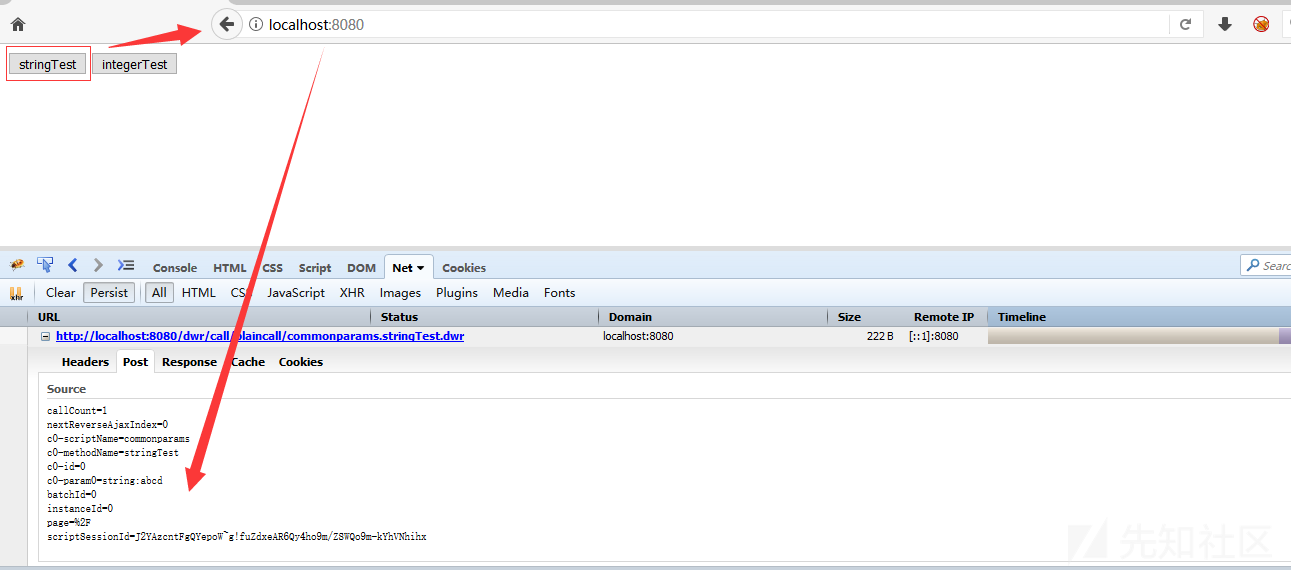 localhost:8080
stringTest integerTest
Console HTML CSS Script DOM Net Cookies
Search
xhr Clear Persist All HTML CSS JavaScript XHR Images Plugins Media Fonts
URL Status Domain Size Remote IP Timeline
http://localhost:8080/dwr/call/plaincall/commonparams.stringTest.dwr localhost:8080 222 B [::1]:8080
Headers Post Response Cache Cookies
Source
callCount=1
nextReverseAjaxIndex=0
c0-scriptName=commonparams
c0-methodName=stringTest
c0-id=0
c0-param0=string:abcd
batchId=0
instanceId=0
page=%2F
scriptSessionId=J2YAzcntFgQYepoW~g!fuZdxeAR6Qy4ho9m/ZSWQo9m-kYhVNhihx
先知社区